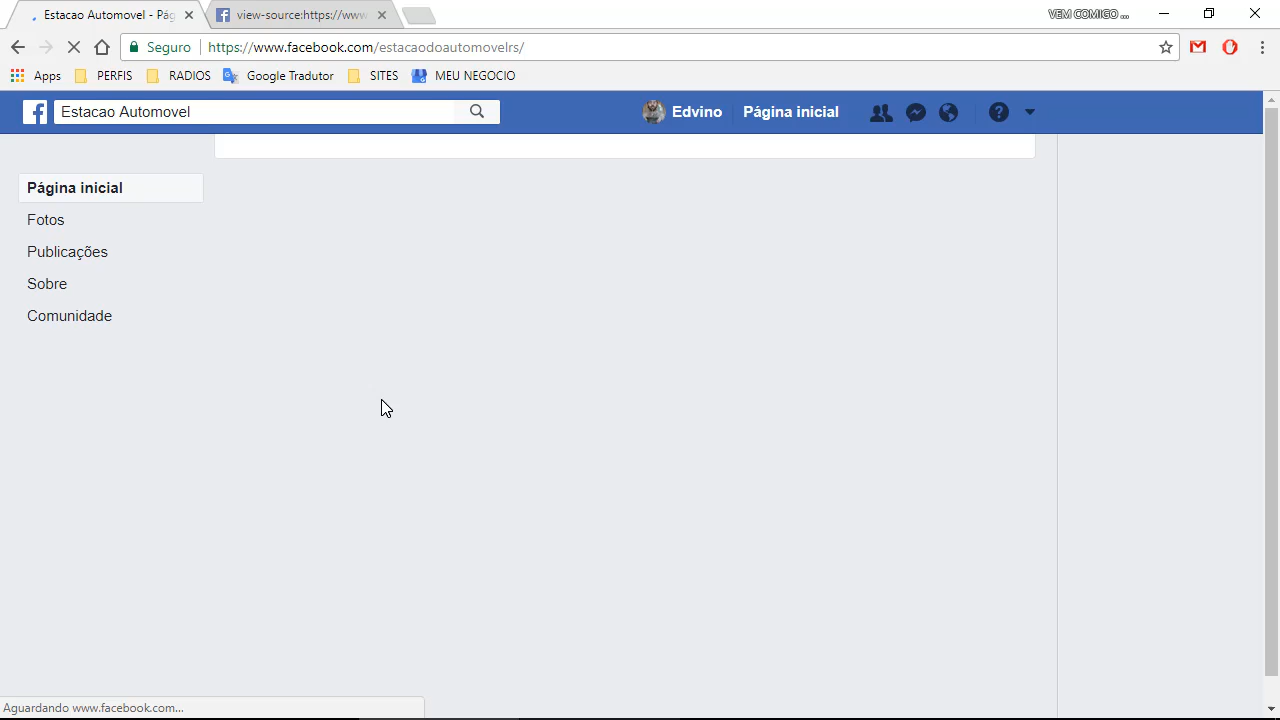 Estacao Automovel - Pág
view-source:https://www
VEM COMIGO ...
Seguro
https://www.facebook.com/estacaodoautomovelrs/
Apps
PERFIS
RADIOS
Google Tradutor
SITES
MEU NEGOCIO
Estacao Automovel
Edvino
Página inicial
Página inicial
Fotos
Publicações
Sobre
Comunidade
Aguardando www.facebook.com...